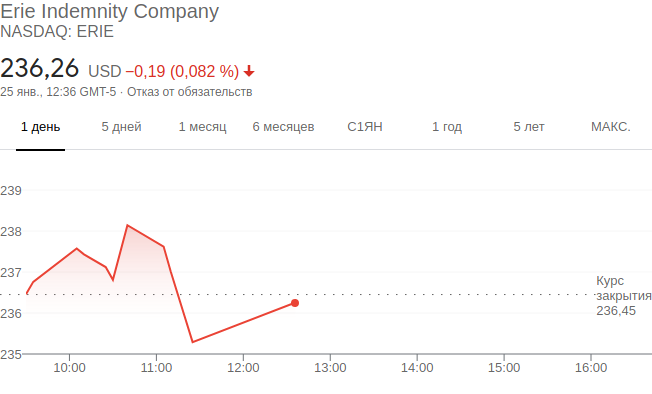 Erie Indemnity Company
NASDAQ: ERIE
236,26 USD −0,19 (0,082 %)
25 янв., 12:36 GMT-5 · Отказ от обязательств
1 день 5 дней 1 месяц 6 месяцев С1ЯН 1 год 5 лет МАКС.
239
238
237
236
235
Курс
закрытия
236,45
10:00 11:00 12:00 13:00 14:00 15:00 16:00